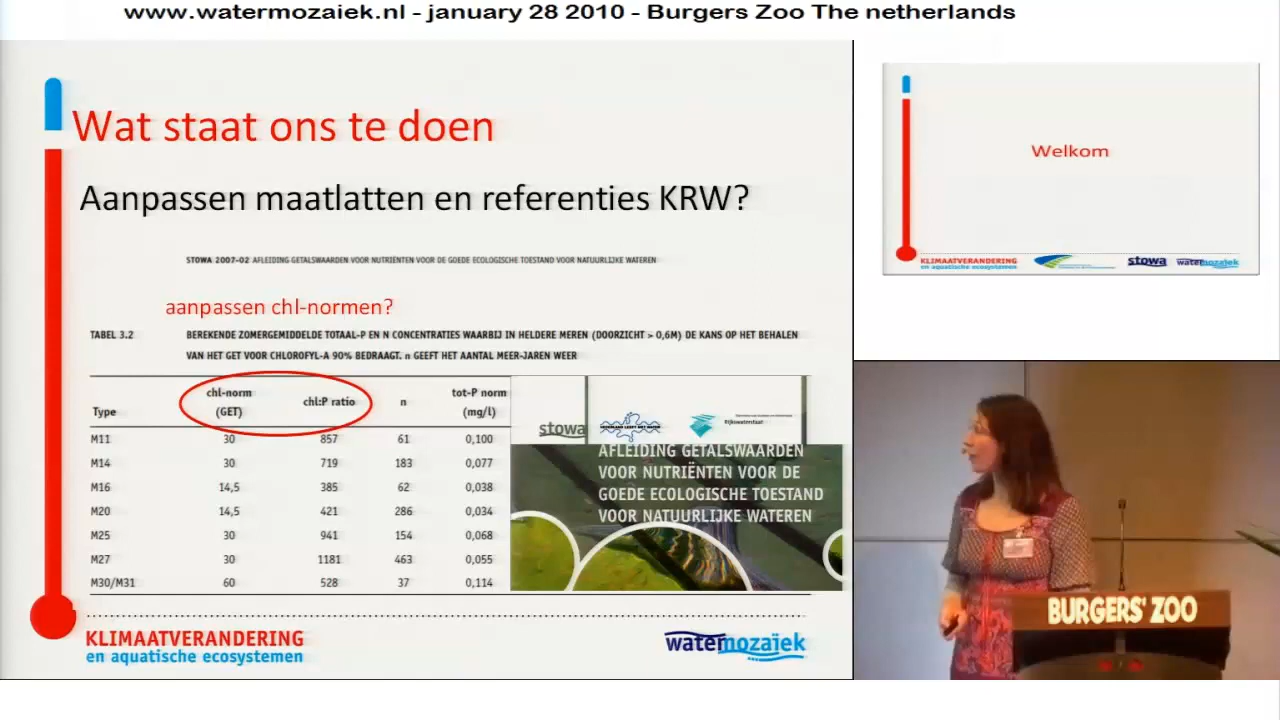 www.watermozaiek.nl - january 28 2010 - Burgers Zoo The netherlands
Wat staat ons te doen
Aanpassen maatlatten en referenties KRW?
STOWA 2007-02 AFLEIDING GETALSWAARDEN VOOR NUTRIËNTEN VOOR DE GOEDE ECOLOGISCHE TOESTAND VOOR NATUURLIJKE WATEREN
aanpassen chl-normen?
TABEL 3.2 BEREKENDE ZOMERGEMIDDELDE TOTAAL-P EN N CONCENTRATIES WAARBIJ IN HELDERE MEREN (DOORZICHT > 0,6M) DE KANS OP HET BEHALEN
VAN HET GET VOOR CHLOROFYL-A 90% BEDRAAGT. n GEEFT HET AANTAL MEER-JAREN WEER
Type chl-norm (GET) chl:P ratio n tot-P norm (mg/l)
M11 30 857 61 0,100
M14 30 719 183 0,077
M16 14,5 385 62 0,038
M20 14,5 421 286 0,034
M25 30 941 154 0,068
M27 30 1181 463 0,055
M30/M31 60 528 37 0,114
stowa
Rijkswaterstaat
AFLEIDING GETALSWAARDEN
VOOR NUTRIËNTEN VOOR DE
GOEDE ECOLOGISCHE TOESTAND
VOOR NATUURLIJKE WATEREN
KLIMAATVERANDERING
en aquatische ecosystemen
watermozaïek
Welkom
KLIMAATVERANDERING
en aquatische ecosystemen
stowa
watermozaïek
BURGERS' ZOO